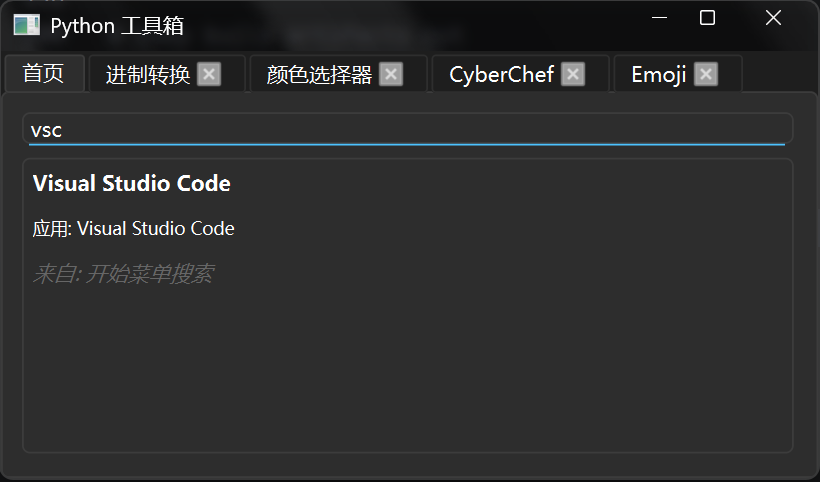 Python 工具箱
首页 进制转换 颜色选择器 CyberChef Emoji
vsc
Visual Studio Code
应用: Visual Studio Code
来自: 开始菜单搜索